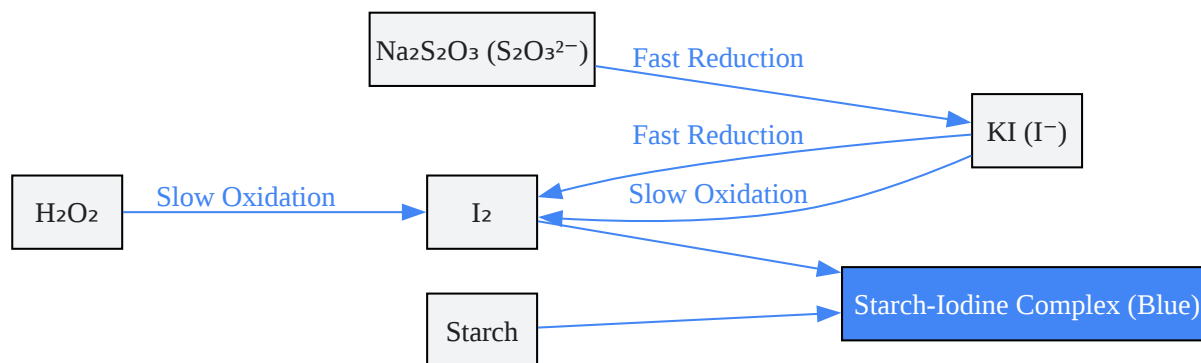 Na₂S₂O₃ (S₂O₃²⁻)
Fast Reduction
KI (I⁻)
Fast Reduction
Slow Oxidation
Slow Oxidation
H₂O₂
I₂
Starch-Iodine Complex (Blue)
Starch